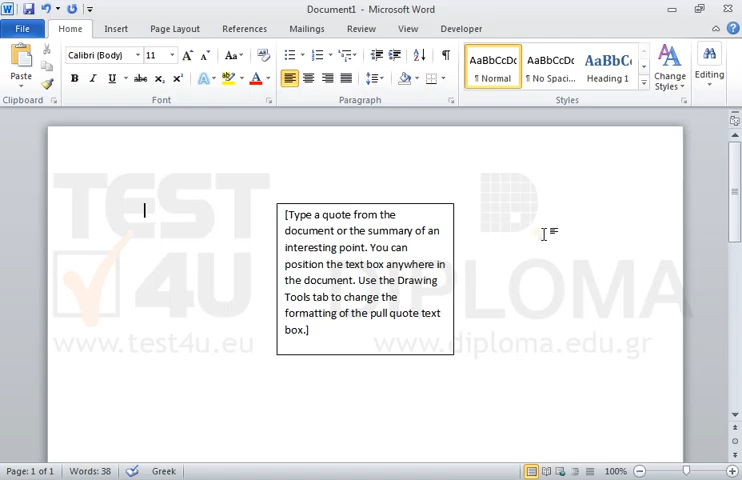 Document1 - Microsoft Word
File Home Insert Page Layout References Mailings Review View Developer
Calibri (Body) 11
Paste
B I U abc x₂ x² A
AaBbCcDc AaBbCcDc AaBbCc
¶ Normal ¶ No Spaci... Heading 1
Change Styles
Editing
Clipboard Font Paragraph Styles
TEST 4U
DIPLOMA
www.test4u.eu
www.diploma.edu.gr
[Type a quote from the
document or the summary of an
interesting point. You can
position the text box anywhere in
the document. Use the Drawing
Tools tab to change the
formatting of the pull quote text
box.]
Page: 1 of 1 Words: 38 Greek 100%